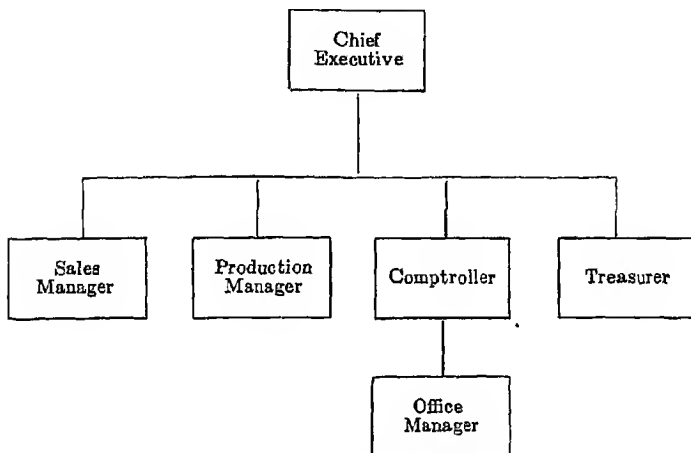 Chief
Executive
Sales
Manager
Production
Manager
Comptroller
Treasurer
Office
Manager